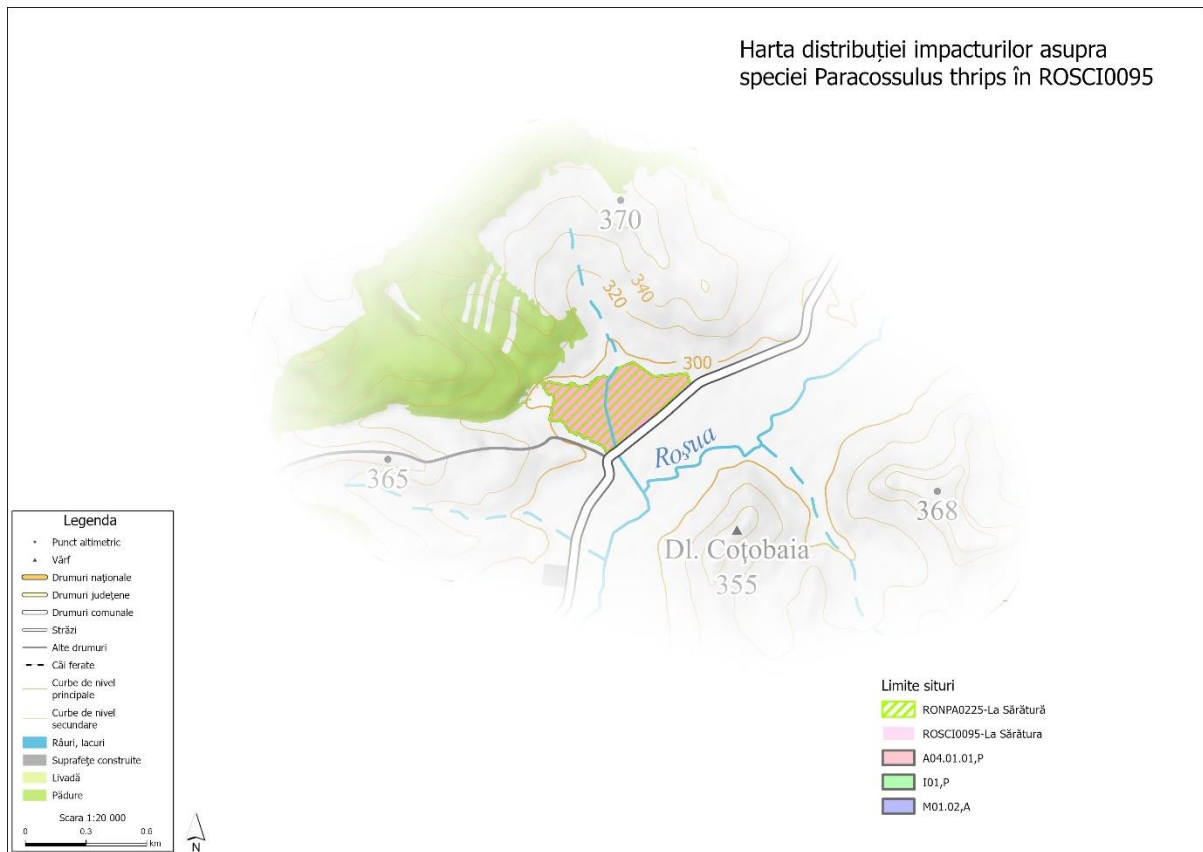 Harta distribuției impacturilor asupra
speciei Paracossulus thrips în ROSCI0095
370
340
320
300
Roşua
365
368
Dl. Coţobaia
355
Legenda
Punct altimetric
Vârf
Drumuri naţionale
Drumuri judeţene
Drumuri comunale
Străzi
Alte drumuri
Căi ferate
Curbe de nivel
principale
Curbe de nivel
secundare
Râuri, lacuri
Suprafeţe construite
Livadă
Pădure
Scara 1:20 000
0 0.3 0.6
km
N
Limite situri
RONPA0225-La Sărătură
ROSCI0095-La Sărătura
A04.01.01,P
I01,P
M01.02,A